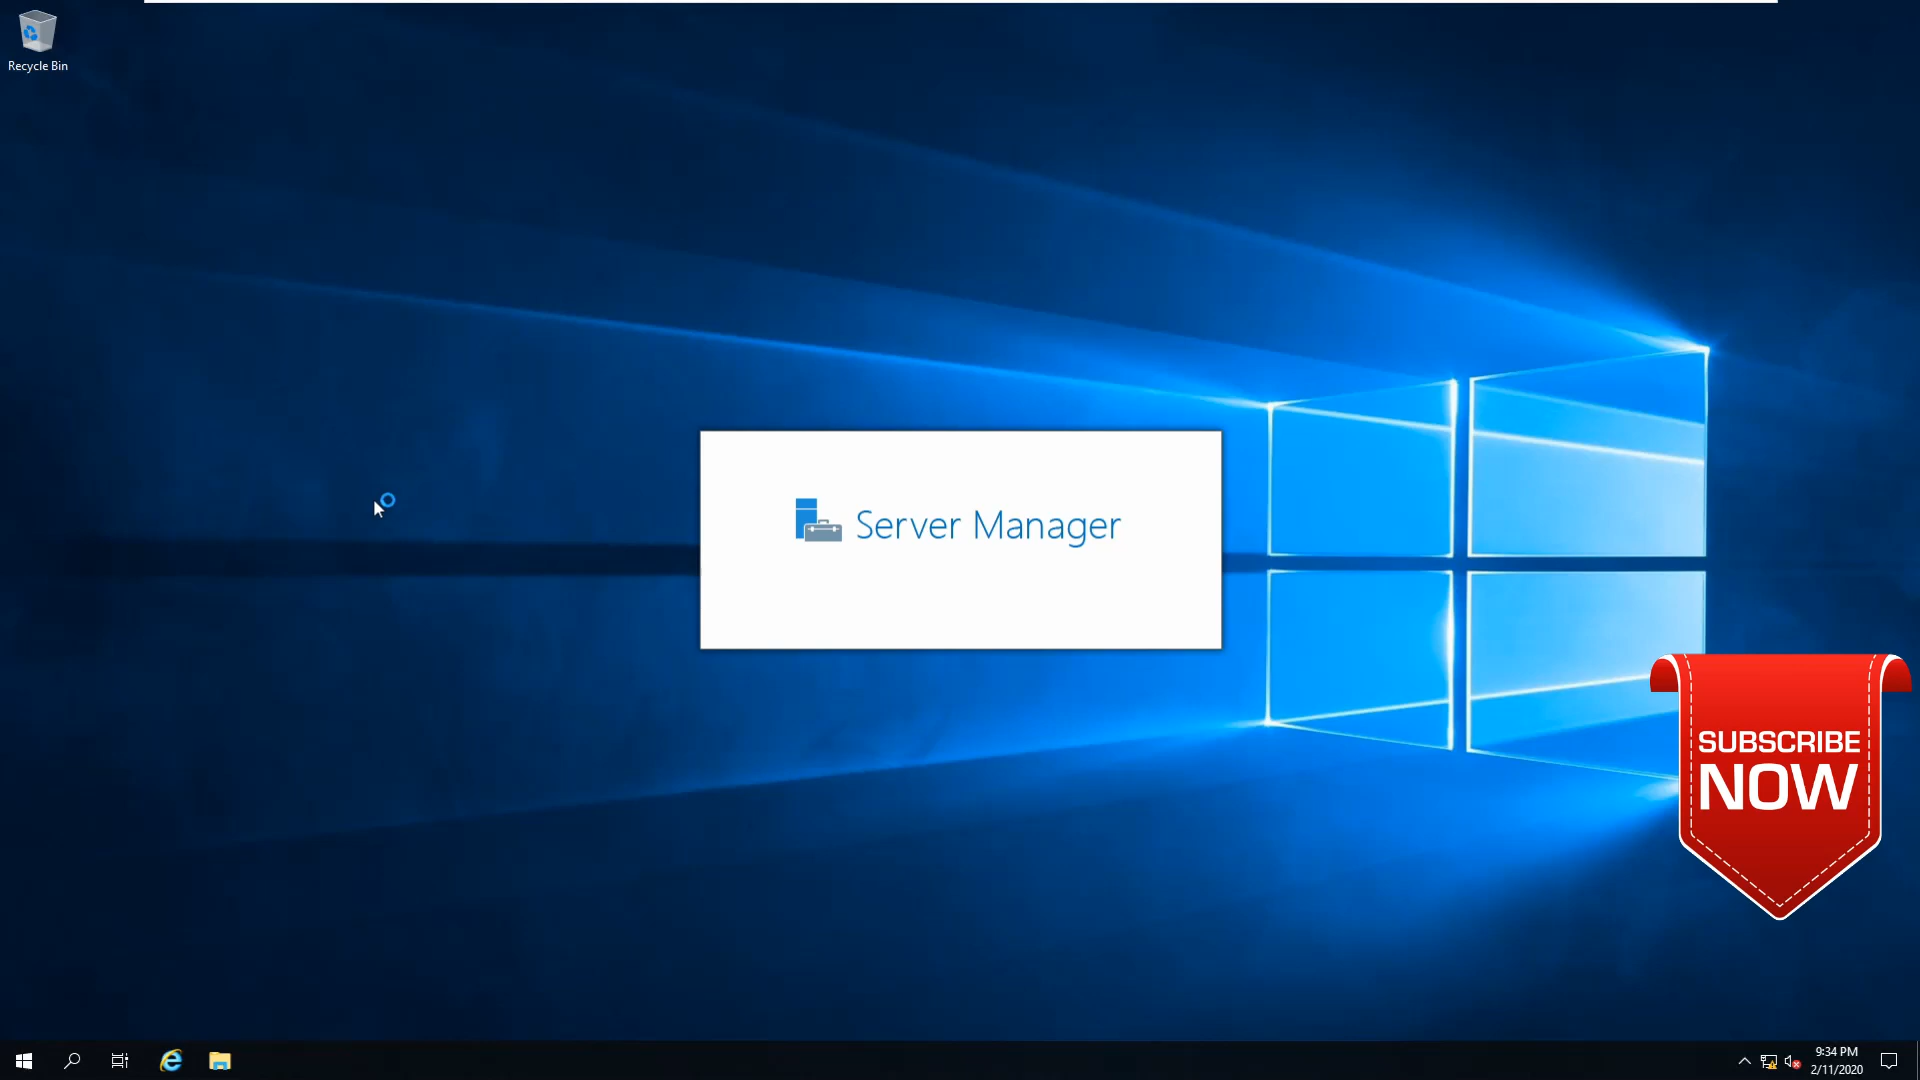 Recycle Bin
Server Manager
SUBSCRIBE
NOW
9:34 PM
2/11/2020